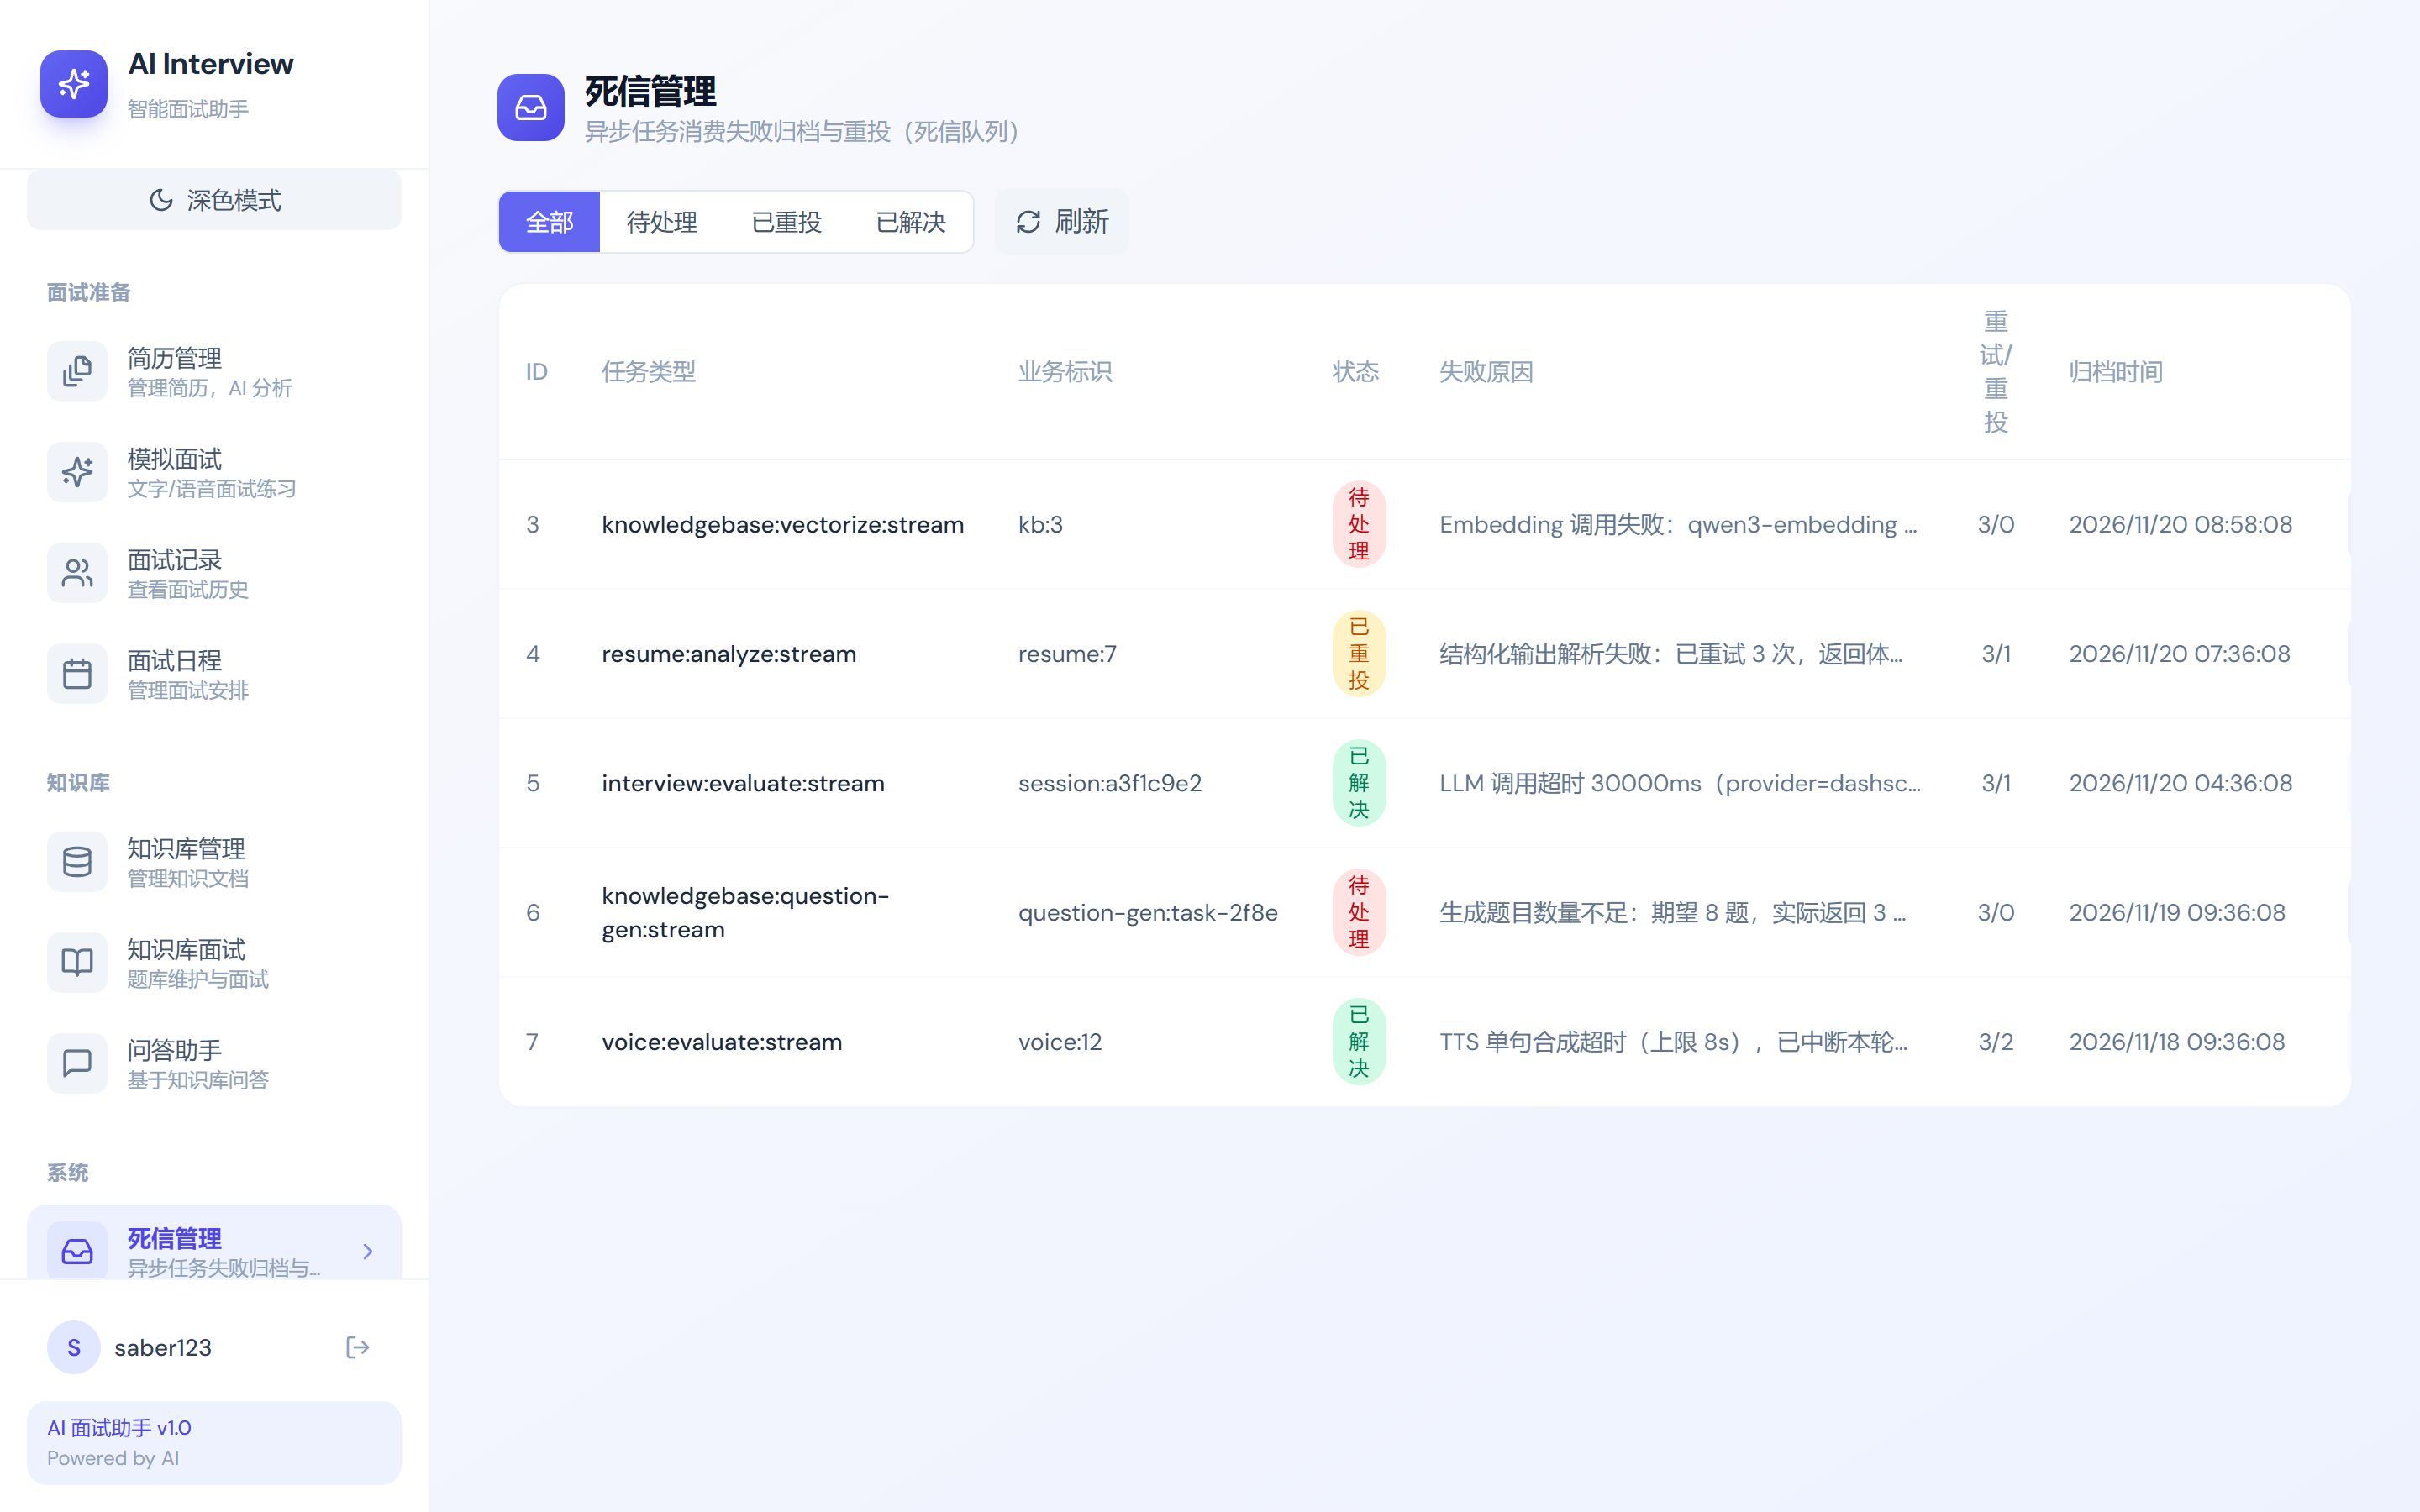 AI Interview
智能面试助手
深色模式
面试准备
简历管理
管理简历，AI 分析
模拟面试
文字/语音面试练习
面试记录
查看面试历史
面试日程
管理面试安排
知识库
知识库管理
管理知识文档
知识库面试
题库维护与面试
问答助手
基于知识库问答
系统
死信管理
异步任务失败归档与...
S
saber123
AI 面试助手 v1.0
Powered by AI
死信管理
异步任务消费失败归档与重投（死信队列）
全部 待处理 已重投 已解决 刷新
ID 任务类型 业务标识 状态 失败原因 重试/重投 归档时间
3 knowledgebase:vectorize:stream kb:3 待处理 Embedding 调用失败：qwen3-embedding ... 3/0 2026/11/20 08:58:08
4 resume:analyze:stream resume:7 已重投 结构化输出解析失败：已重试 3 次，返回体... 3/1 2026/11/20 07:36:08
5 interview:evaluate:stream session:a3f1c9e2 已解决 LLM 调用超时 30000ms（provider=dashsc... 3/1 2026/11/20 04:36:08
6 knowledgebase:question-gen:stream question-gen:task-2f8e 待处理 生成题目数量不足：期望 8 题，实际返回 3 ... 3/0 2026/11/19 09:36:08
7 voice:evaluate:stream voice:12 已解决 TTS 单句合成超时（上限 8s），已中断本轮... 3/2 2026/11/18 09:36:08